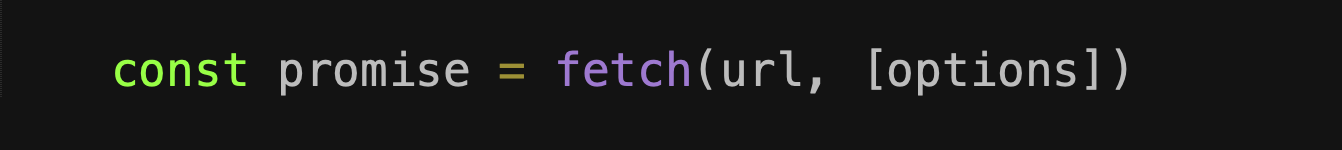 const promise = fetch(url, [options])